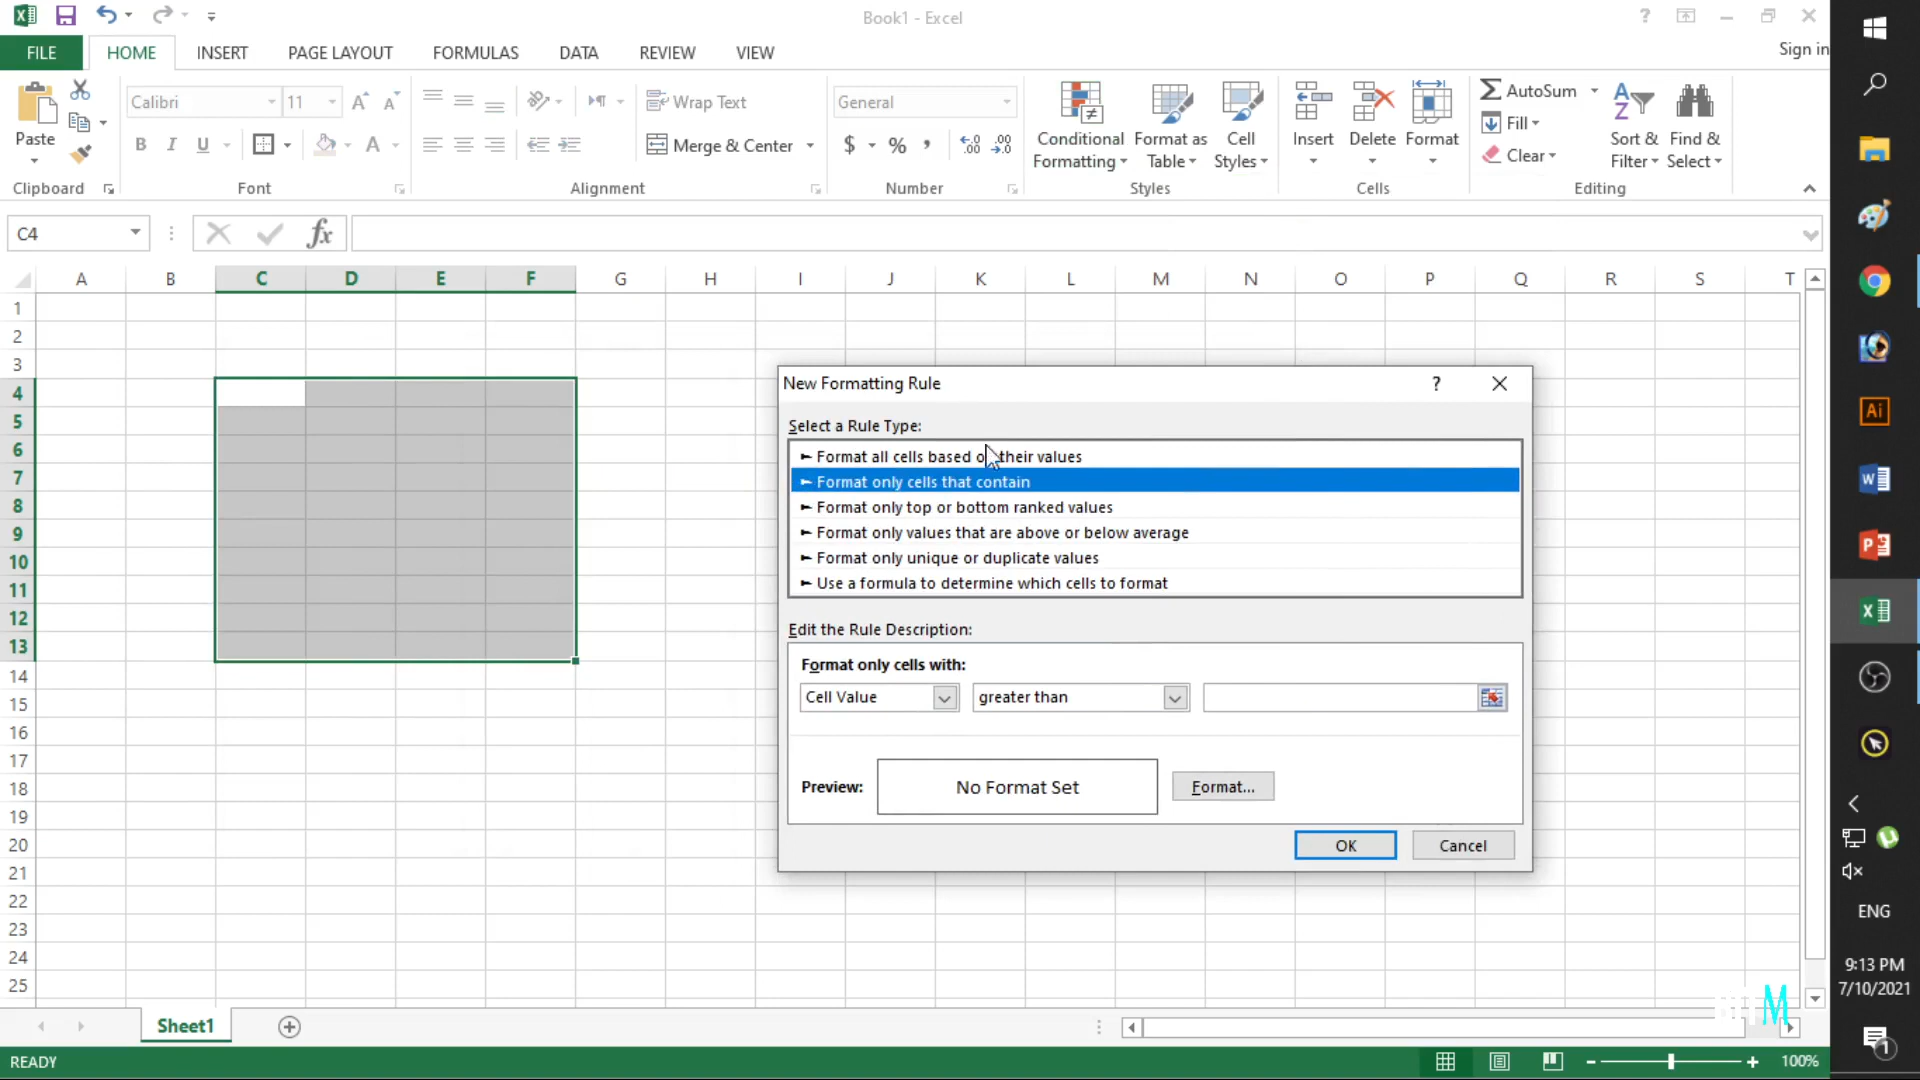 Book1 - Excel
?
FILE HOME INSERT PAGE LAYOUT FORMULAS DATA REVIEW VIEW
Sign in
Paste
Calibri 11
B I U
Wrap Text
Merge & Center
General
$ % ,
Conditional Formatting
Format as Table
Cell Styles
Insert
Delete
Format
AutoSum
Fill
Clear
Sort & Filter
Find & Select
Clipboard Font Alignment Number Styles Cells Editing
C4
fx
A B C D E F G H I J K L M N O P Q R S T
1
2
3
4
5
6
7
8
9
10
11
12
13
14
15
16
17
18
19
20
21
22
23
24
25
New Formatting Rule ?
Select a Rule Type:
► Format all cells based on their values
► Format only cells that contain
► Format only top or bottom ranked values
► Format only values that are above or below average
► Format only unique or duplicate values
► Use a formula to determine which cells to format
Edit the Rule Description:
Format only cells with:
Cell Value greater than
Preview: No Format Set Format...
OK Cancel
Sheet1
READY
100%
Ai
W
P
X
ENG
9:13 PM
7/10/2021
1